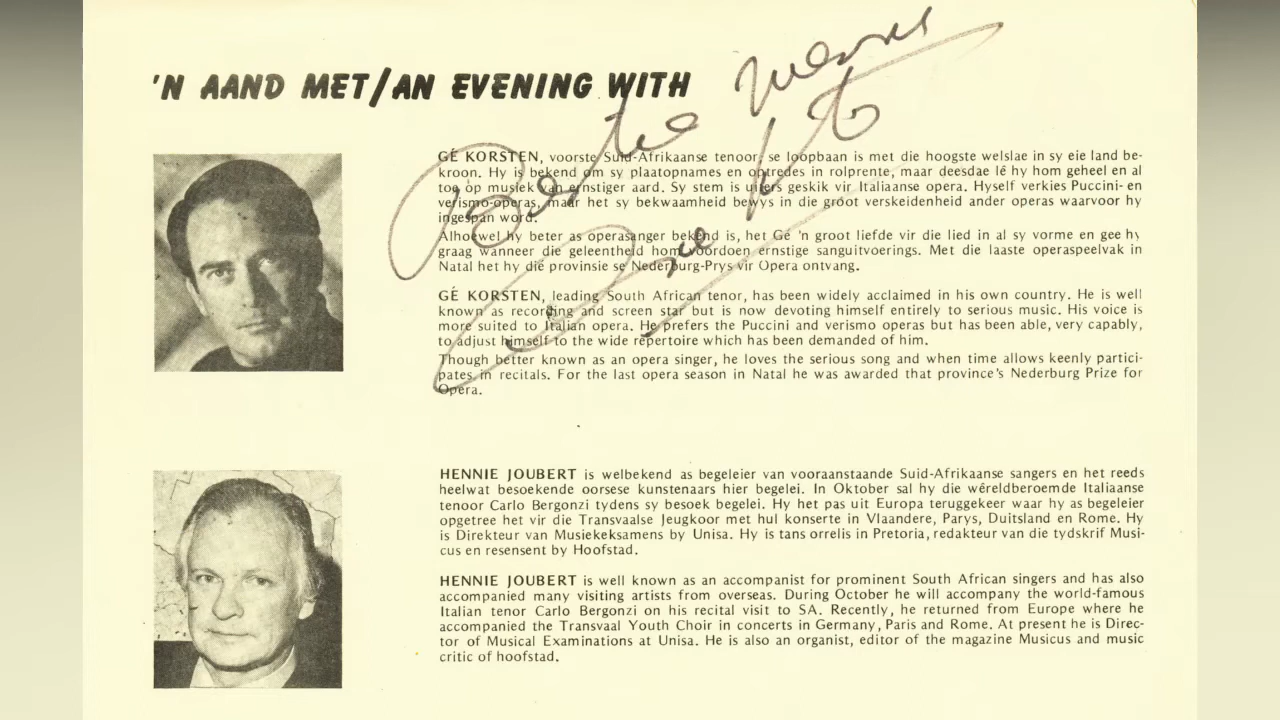 'N AAND MET/AN EVENING WITH
Beste wense
Gé Korsten
GÉ KORSTEN, voorste Suid-Afrikaanse tenoor, se loopbaan is met die hoogste welslae in sy eie land be-
kroon. Hy is bekend om sy plaatopnames en optredes in rolprente, maar deesdae lê hy hom geheel en al
toe op musiek van ernstiger aard. Sy stem is uiters geskik vir Italiaanse opera. Hyself verkies Puccini- en
verismo-operas, maar het sy bekwaamheid bewys in die groot verskeidenheid ander operas waarvoor hy
ingespan word.
Alhoewel hy beter as operasanger bekend is, het Gé 'n groot liefde vir die lied in al sy vorme en gee hy
graag wanneer die geleentheid hom voordoen ernstige sanguitvoerings. Met die laaste operaspeelvak in
Natal het hy die provinsie se Nederburg-Prys vir Opera ontvang.
GÉ KORSTEN, leading South African tenor, has been widely acclaimed in his own country. He is well
known as recording and screen star but is now devoting himself entirely to serious music. His voice is
more suited to Italian opera. He prefers the Puccini and verismo operas but has been able, very capably,
to adjust himself to the wide repertoire which has been demanded of him.
Though better known as an opera singer, he loves the serious song and when time allows keenly partici-
pates in recitals. For the last opera season in Natal he was awarded that province's Nederburg Prize for
Opera.
HENNIE JOUBERT is welbekend as begeleier van vooraanstaande Suid-Afrikaanse sangers en het reeds
heelwat besoekende oorsese kunstenaars hier begelei. In Oktober sal hy die wêreldberoemde Italiaanse
tenoor Carlo Bergonzi tydens sy besoek begelei. Hy het pas uit Europa teruggekeer waar hy as begeleier
opgetree het vir die Transvaalse Jeugkoor met hul konserte in Vlaandere, Parys, Duitsland en Rome. Hy
is Direkteur van Musiekeksamens by Unisa. Hy is tans orrelis in Pretoria, redakteur van die tydskrif Musi-
cus en resensent by Hoofstad.
HENNIE JOUBERT is well known as an accompanist for prominent South African singers and has also
accompanied many visiting artists from overseas. During October he will accompany the world-famous
Italian tenor Carlo Bergonzi on his recital visit to SA. Recently, he returned from Europe where he
accompanied the Transvaal Youth Choir in concerts in Germany, Paris and Rome. At present he is Direc-
tor of Musical Examinations at Unisa. He is also an organist, editor of the magazine Musicus and music
critic of hoofstad.